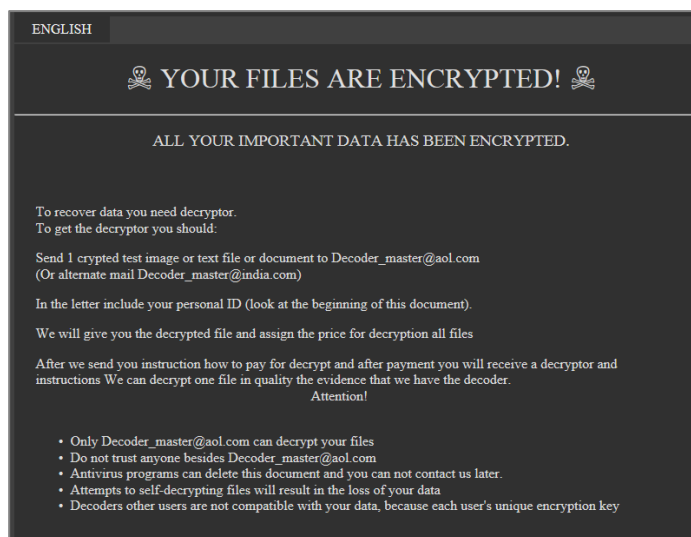 ENGLISH
☠ YOUR FILES ARE ENCRYPTED! ☠
ALL YOUR IMPORTANT DATA HAS BEEN ENCRYPTED.
To recover data you need decryptor.
To get the decryptor you should:
Send 1 crypted test image or text file or document to Decoder_master@aol.com
(Or alternate mail Decoder_master@india.com)
In the letter include your personal ID (look at the beginning of this document).
We will give you the decrypted file and assign the price for decryption all files
After we send you instruction how to pay for decrypt and after payment you will receive a decryptor and
instructions We can decrypt one file in quality the evidence that we have the decoder.
Attention!
• Only Decoder_master@aol.com can decrypt your files
• Do not trust anyone besides Decoder_master@aol.com
• Antivirus programs can delete this document and you can not contact us later.
• Attempts to self-decrypting files will result in the loss of your data
• Decoders other users are not compatible with your data, because each user's unique encryption key